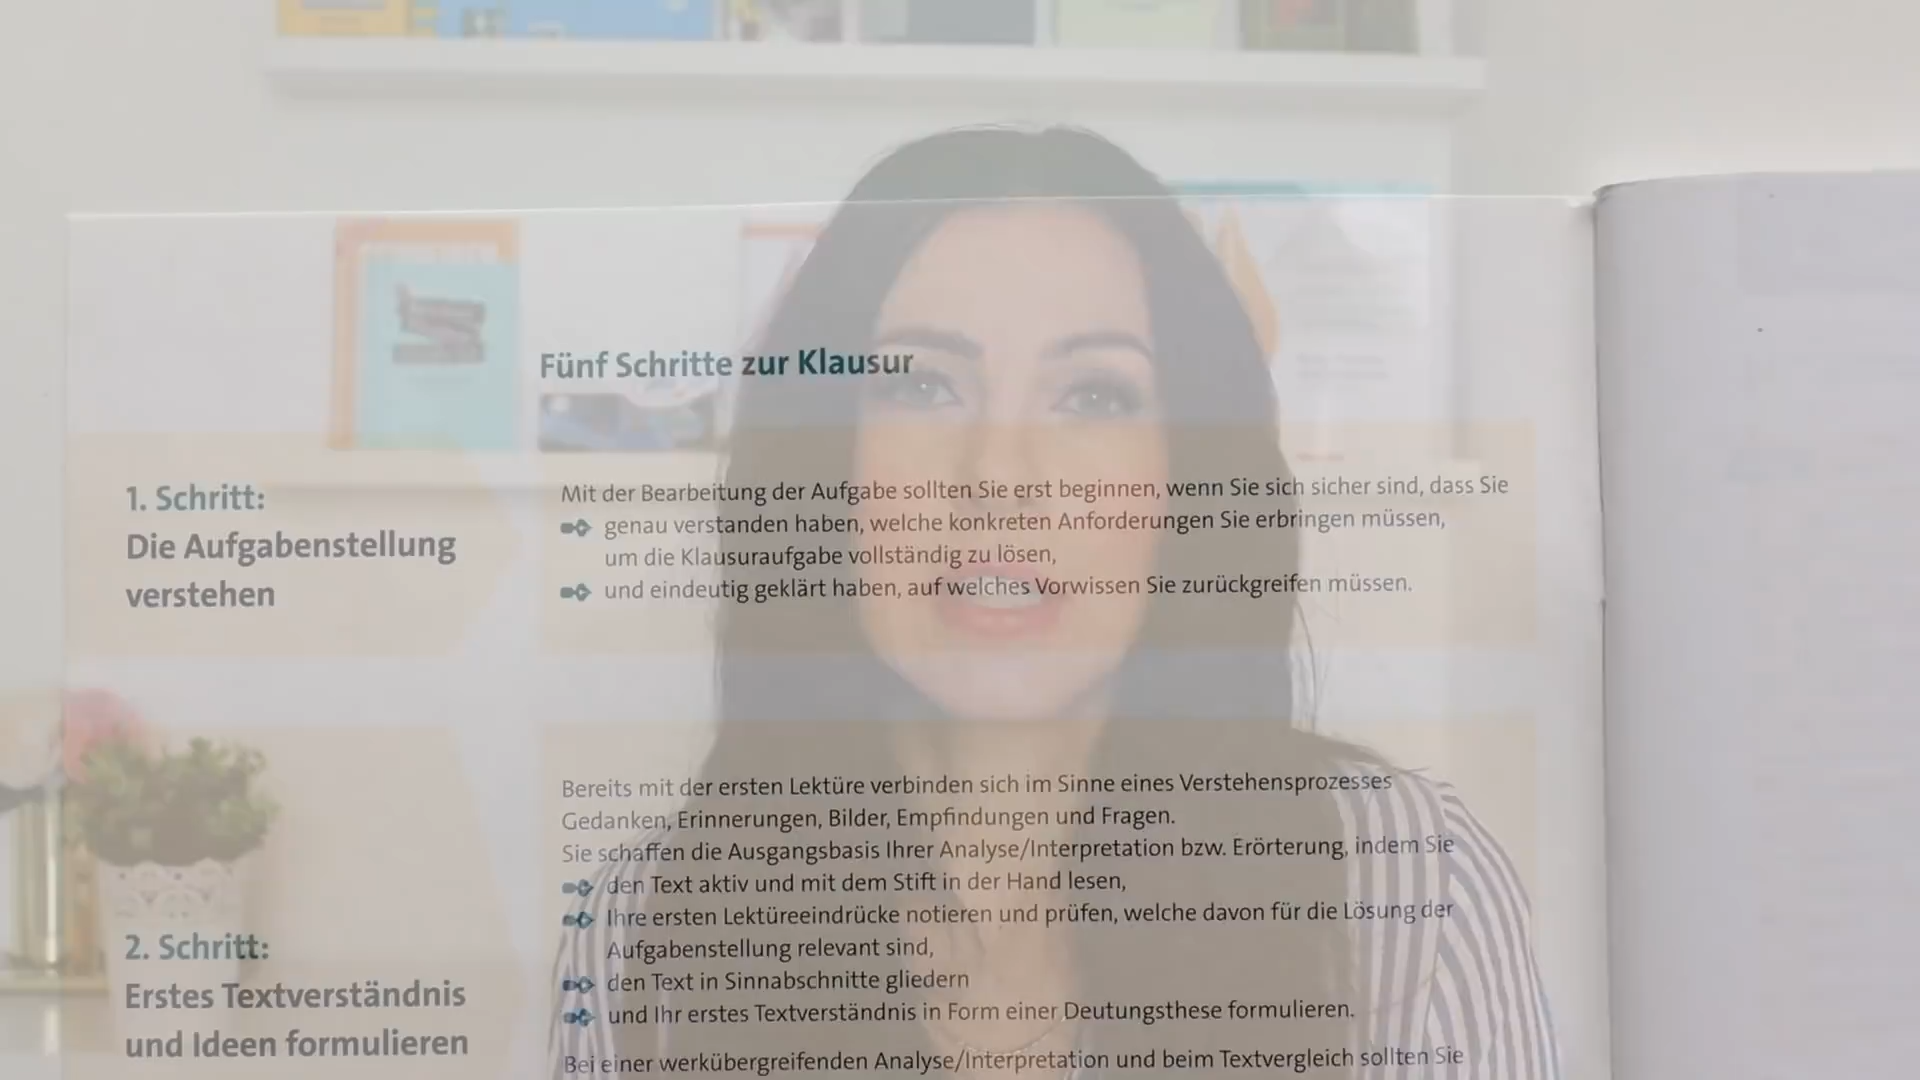 Fünf Schritte zur Klausur
1. Schritt:
Die Aufgabenstellung
verstehen
Mit der Bearbeitung der Aufgabe sollten Sie erst beginnen, wenn Sie sich sicher sind, dass Sie
genau verstanden haben, welche konkreten Anforderungen Sie erbringen müssen,
um die Klausuraufgabe vollständig zu lösen,
und eindeutig geklärt haben, auf welches Vorwissen Sie zurückgreifen müssen.
2. Schritt:
Erstes Textverständnis
und Ideen formulieren
Bereits mit der ersten Lektüre verbinden sich im Sinne eines Verstehensprozesses
Gedanken, Erinnerungen, Bilder, Empfindungen und Fragen.
Sie schaffen die Ausgangsbasis Ihrer Analyse/Interpretation bzw. Erörterung, indem Sie
den Text aktiv und mit dem Stift in der Hand lesen,
Ihre ersten Lektüreeindrücke notieren und prüfen, welche davon für die Lösung der
Aufgabenstellung relevant sind,
den Text in Sinnabschnitte gliedern
und Ihr erstes Textverständnis in Form einer Deutungsthese formulieren.
Bei einer werkübergreifenden Analyse/Interpretation und beim Textvergleich sollten Sie